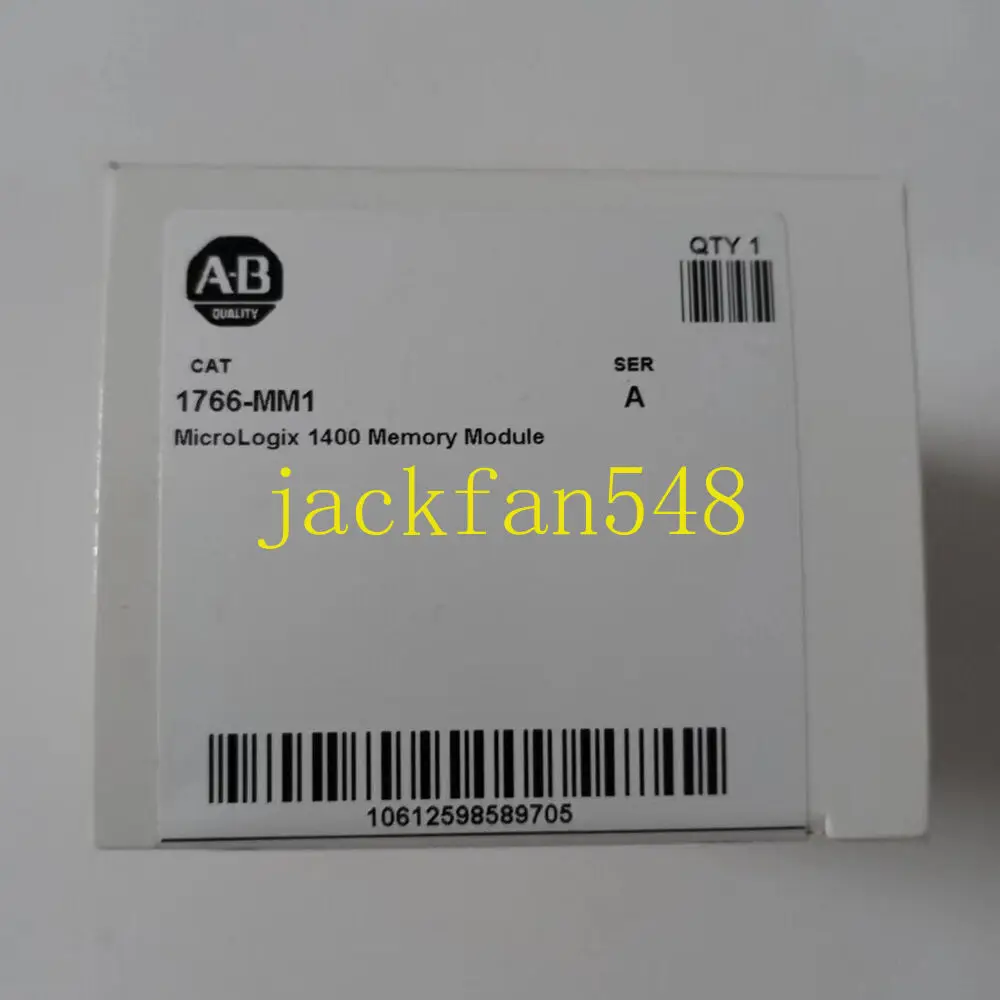 A-B
QUALITY
QTY 1
CAT
SER
1766-MM1
A
MicroLogix 1400 Memory Module
jackfan548
10612598589705